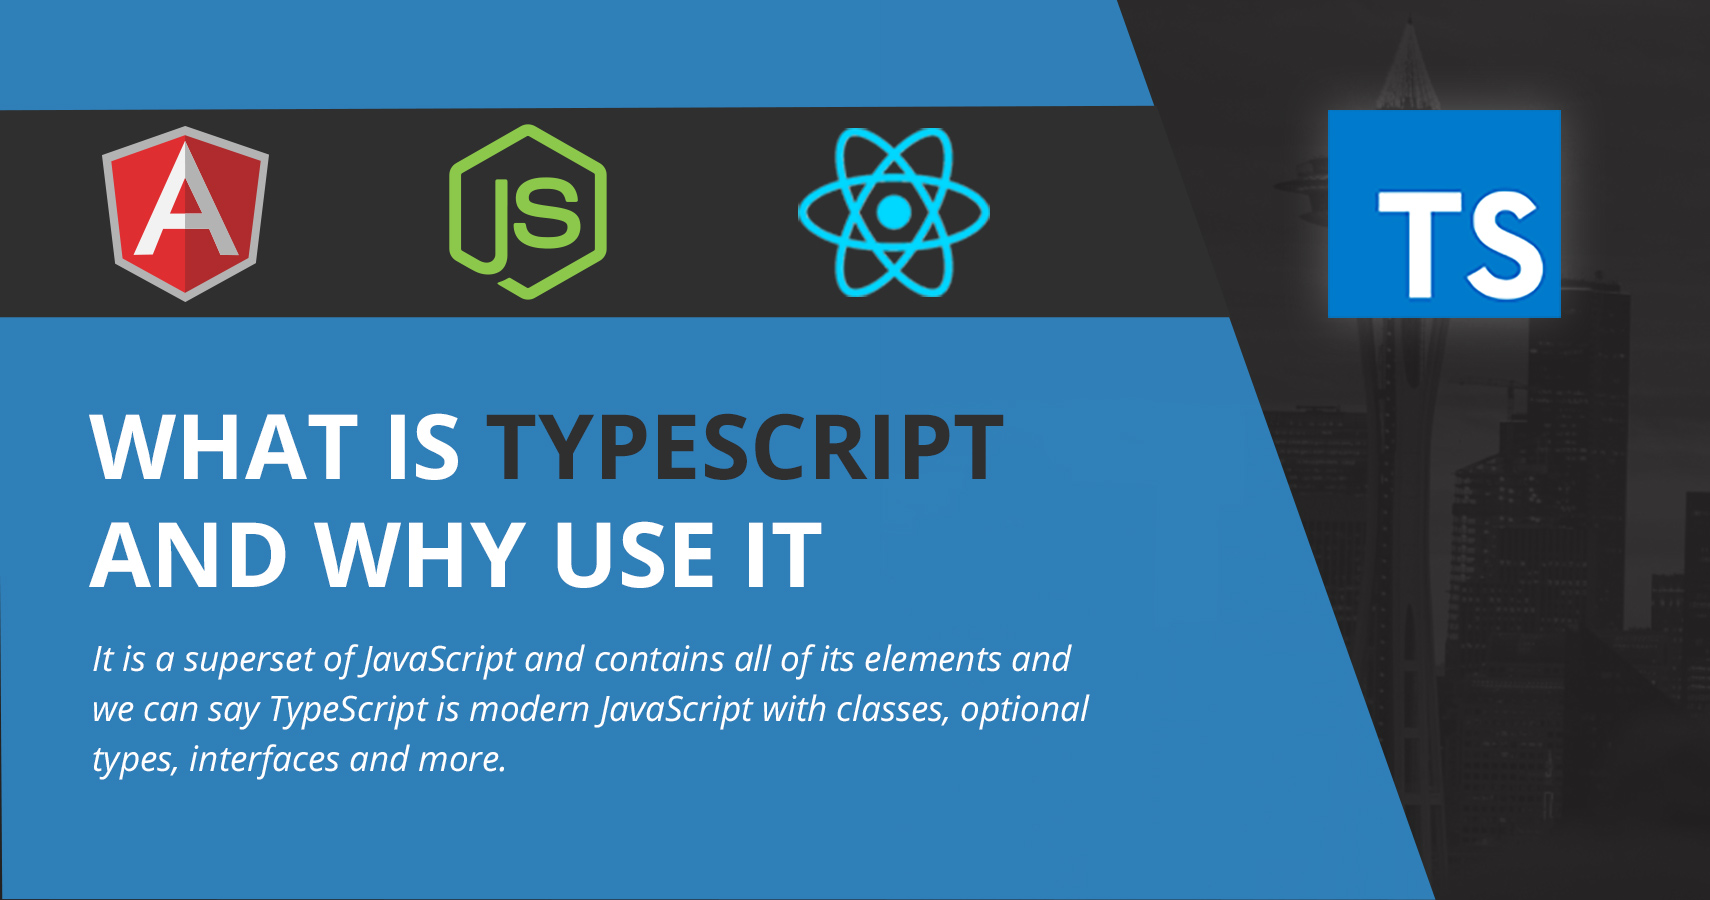 A
JS
TS
WHAT IS TYPESCRIPT
AND WHY USE IT
It is a superset of JavaScript and contains all of its elements and
we can say TypeScript is modern JavaScript with classes, optional
types, interfaces and more.